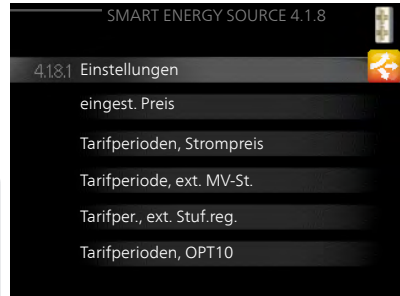 SMART ENERGY SOURCE 4.1.8
4.1.8.1 Einstellungen
eingest. Preis
Tarifperioden, Strompreis
Tarifperiode, ext. MV-St.
Tarifper., ext. Stuf.reg.
Tarifperioden, OPT10